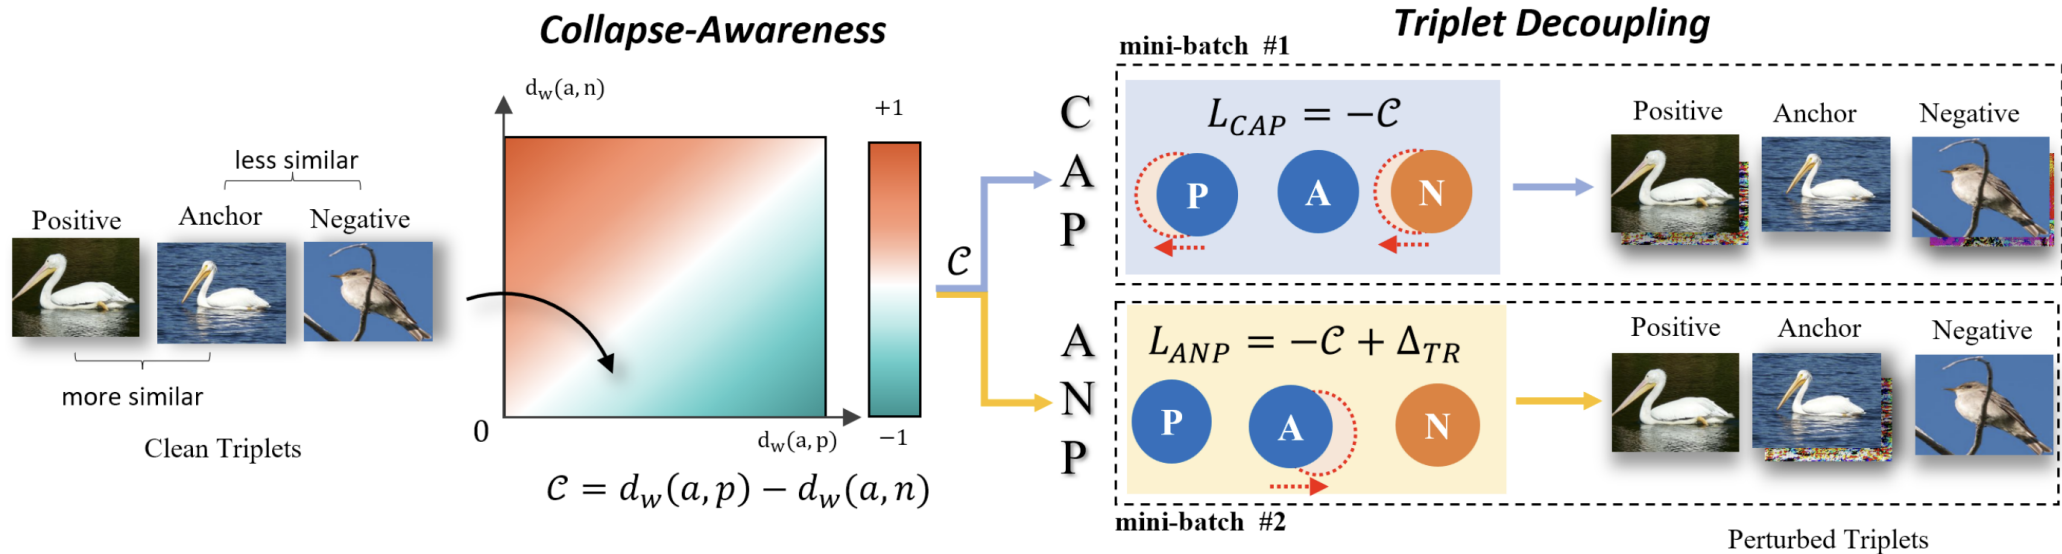 Collapse-Awareness
Triplet Decoupling
less similar
Positive
Anchor
Negative
more similar
Clean Triplets
d_w(a, n)
0
d_w(a, p)
+1
−1
𝒞 = d_w(a, p) − d_w(a, n)
𝒞
C
A
P
A
N
P
mini-batch #1
L_CAP = −𝒞
P
A
N
Positive
Anchor
Negative
L_ANP = −𝒞 + Δ_TR
P
A
N
Positive
Anchor
Negative
mini-batch #2
Perturbed Triplets